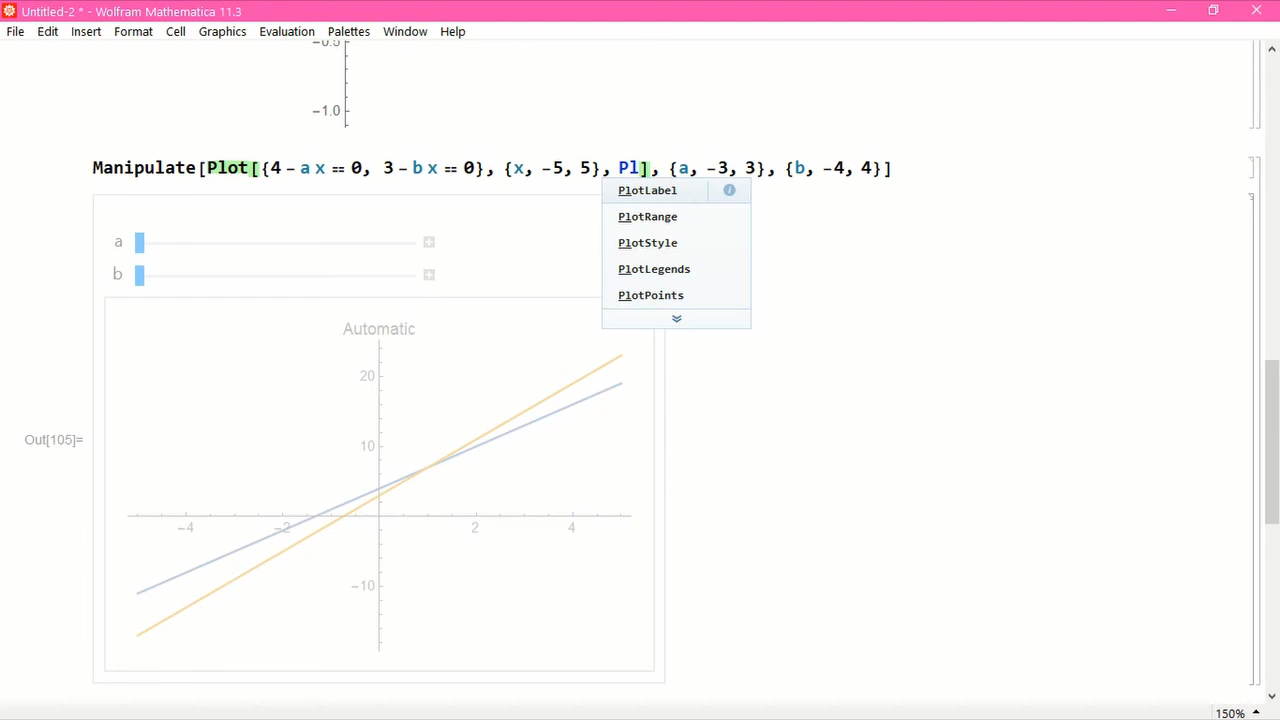 Untitled-2 * - Wolfram Mathematica 11.3
File Edit Insert Format Cell Graphics Evaluation Palettes Window Help
-0.5
-1.0
Manipulate[Plot[{4 - a x == 0, 3 - b x == 0}, {x, -5, 5}, Pl], {a, -3, 3}, {b, -4, 4}]
PlotLabel
PlotRange
PlotStyle
PlotLegends
PlotPoints
a
b
Automatic
20
10
Out[105]=
-4 -2 2 4
-10
150%